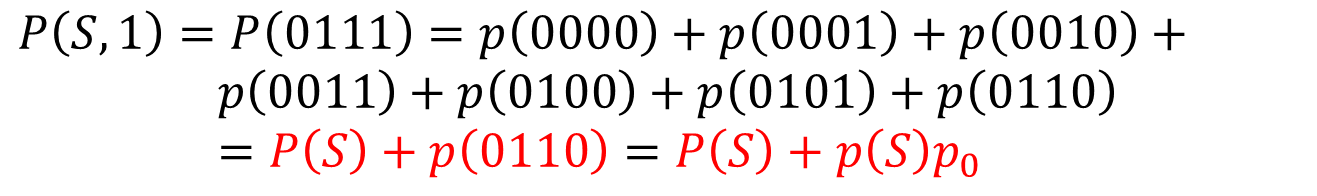 P(S, 1) = P(0111) = p(0000) + p(0001) + p(0010) +
p(0011) + p(0100) + p(0101) + p(0110)
= P(S) + p(0110) = P(S) + p(S)p₀